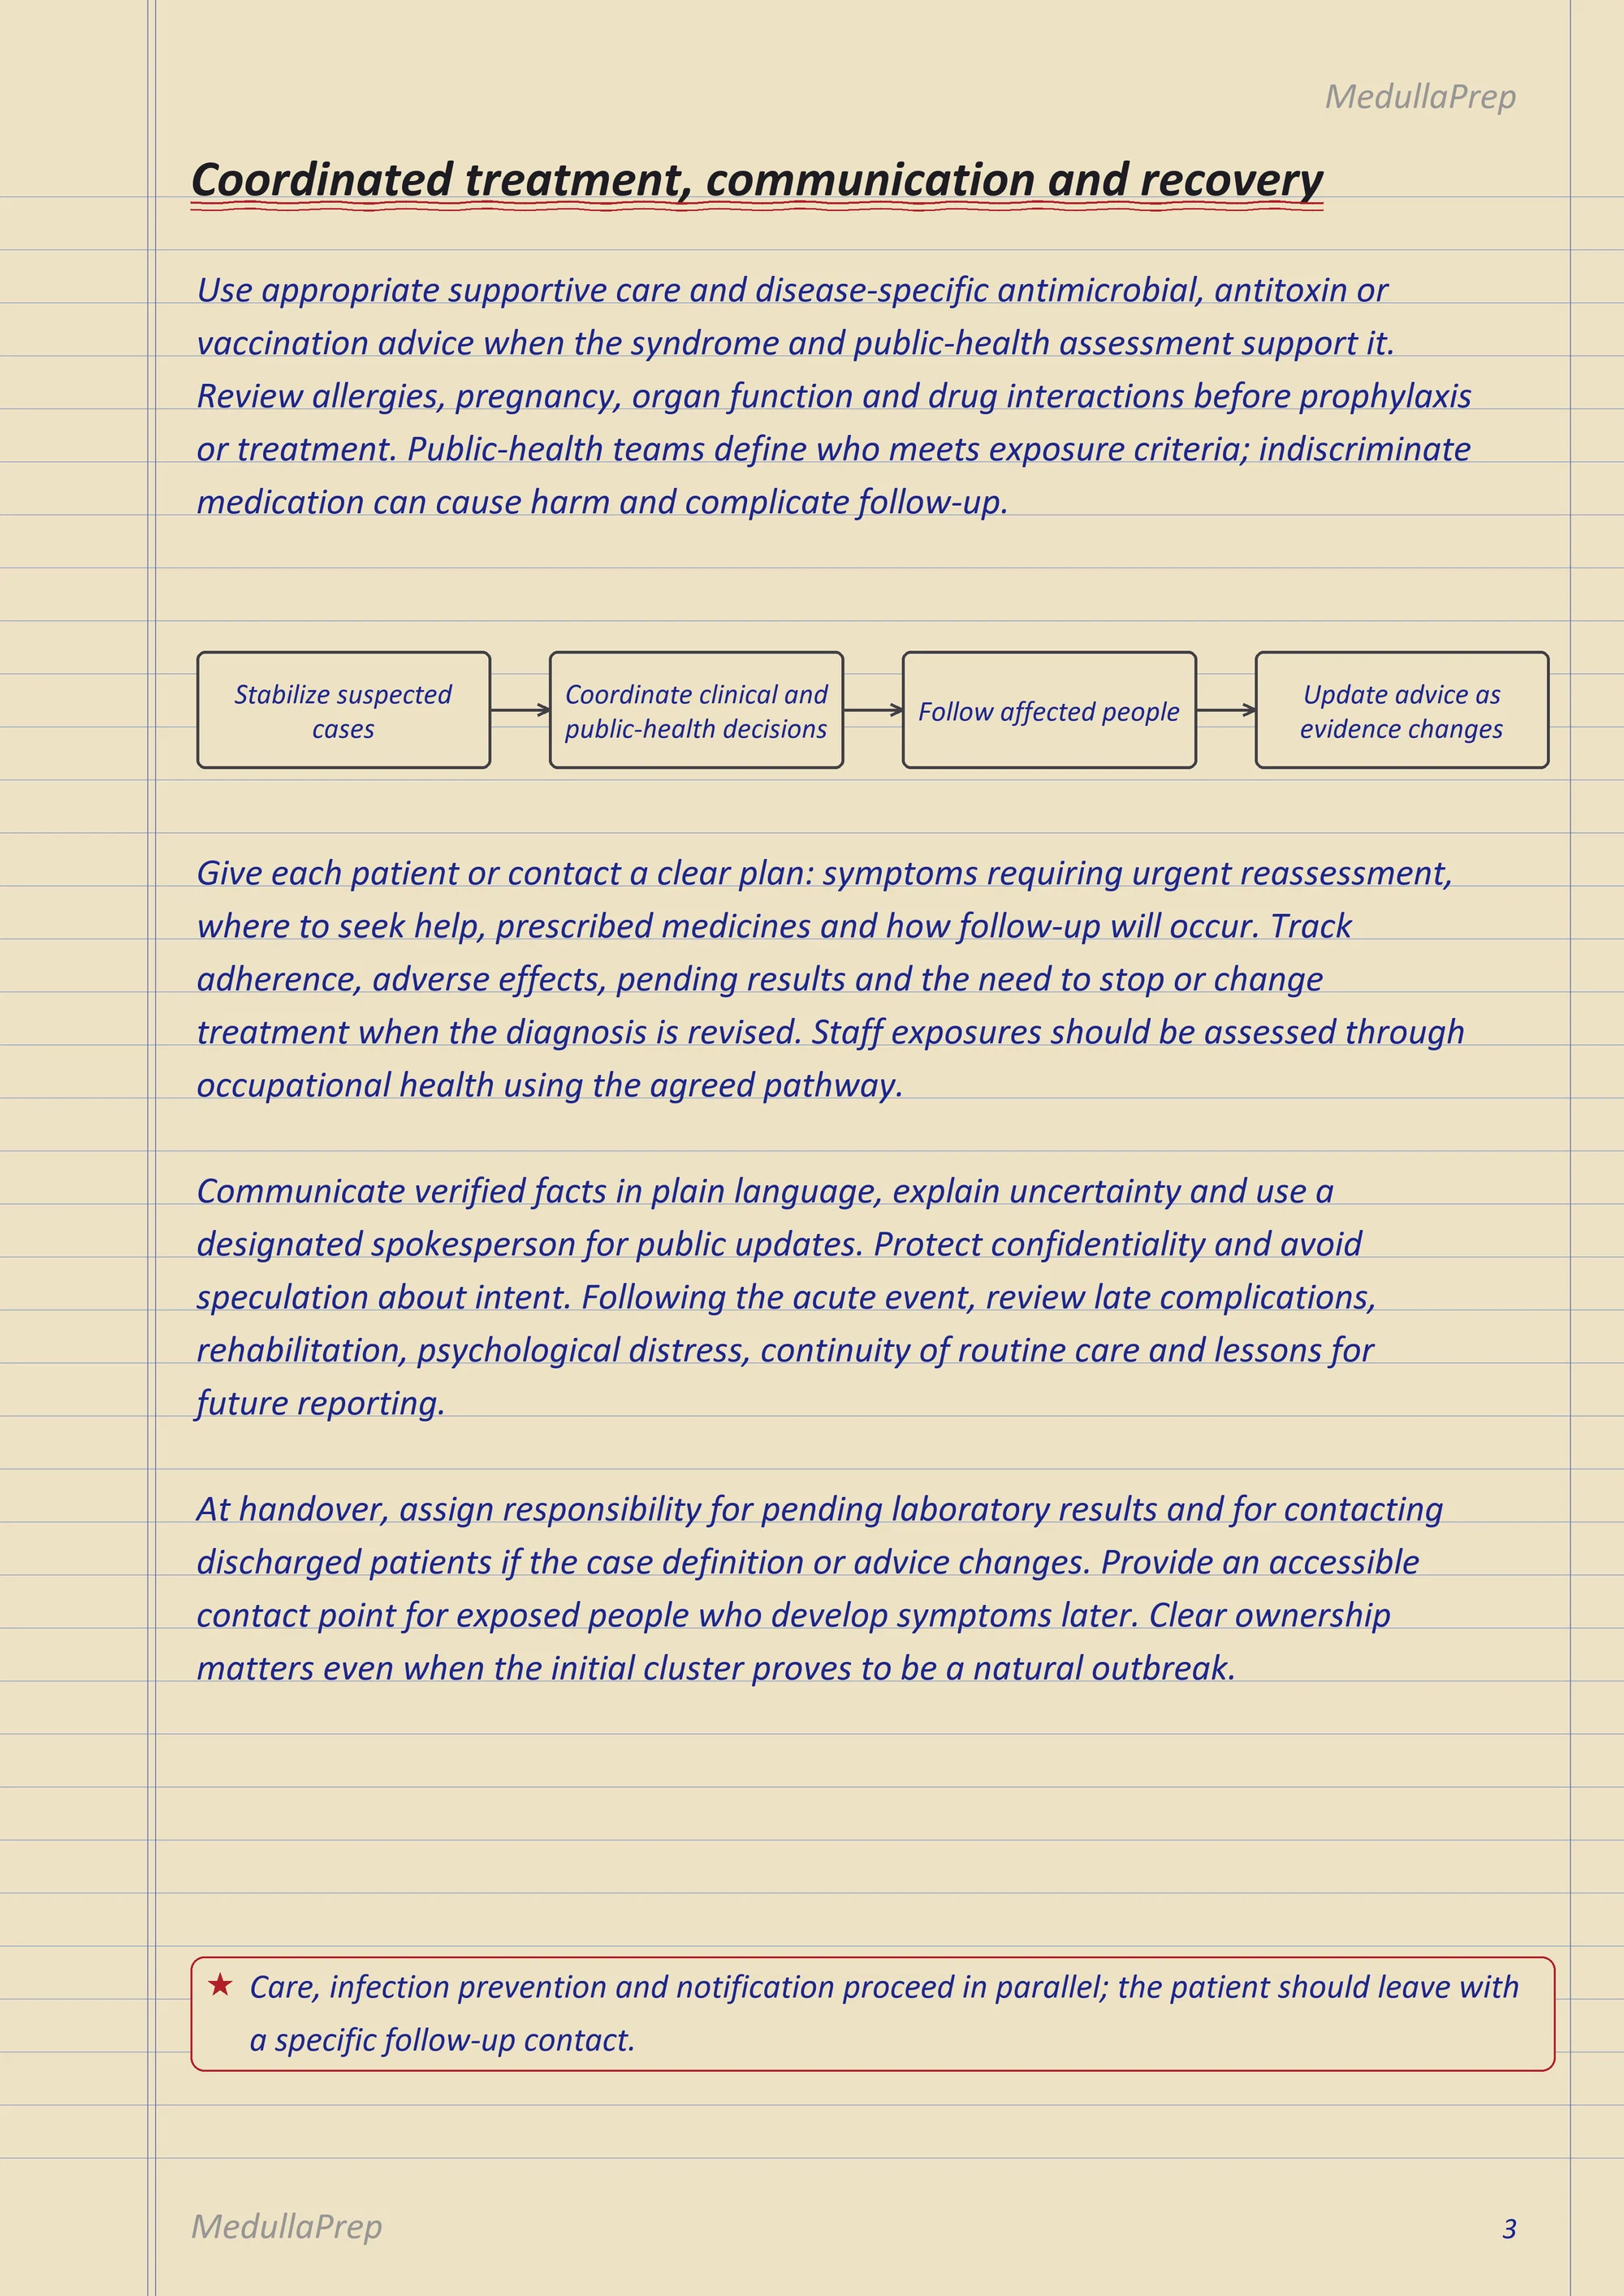 MedullaPrep
Coordinated treatment, communication and recovery
Use appropriate supportive care and disease-specific antimicrobial, antitoxin or
vaccination advice when the syndrome and public-health assessment support it.
Review allergies, pregnancy, organ function and drug interactions before prophylaxis
or treatment. Public-health teams define who meets exposure criteria; indiscriminate
medication can cause harm and complicate follow-up.
Stabilize suspected
cases
Coordinate clinical and
public-health decisions
Follow affected people
Update advice as
evidence changes
Give each patient or contact a clear plan: symptoms requiring urgent reassessment,
where to seek help, prescribed medicines and how follow-up will occur. Track
adherence, adverse effects, pending results and the need to stop or change
treatment when the diagnosis is revised. Staff exposures should be assessed through
occupational health using the agreed pathway.
Communicate verified facts in plain language, explain uncertainty and use a
designated spokesperson for public updates. Protect confidentiality and avoid
speculation about intent. Following the acute event, review late complications,
rehabilitation, psychological distress, continuity of routine care and lessons for
future reporting.
At handover, assign responsibility for pending laboratory results and for contacting
discharged patients if the case definition or advice changes. Provide an accessible
contact point for exposed people who develop symptoms later. Clear ownership
matters even when the initial cluster proves to be a natural outbreak.
★ Care, infection prevention and notification proceed in parallel; the patient should leave with
a specific follow-up contact.
MedullaPrep
3